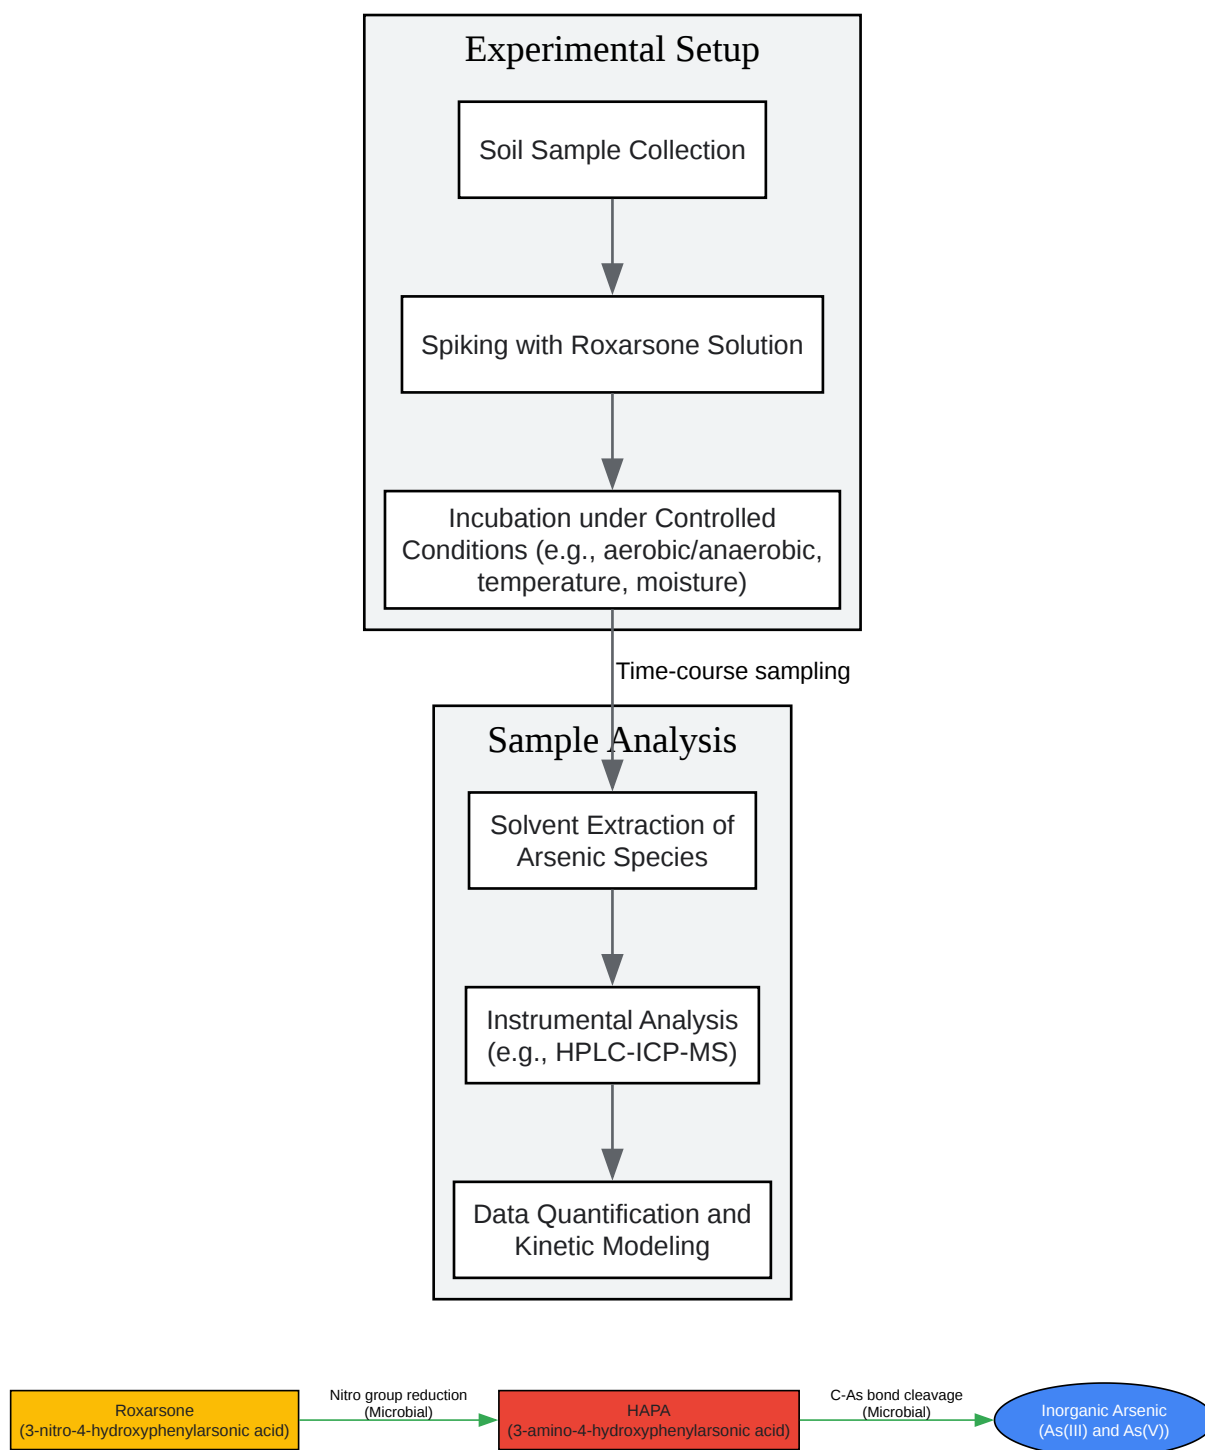 Experimental Setup
Soil Sample Collection
Spiking with Roxarsone Solution
Incubation under Controlled
Conditions (e.g., aerobic/anaerobic,
temperature, moisture)
Time-course sampling
Sample Analysis
Solvent Extraction of
Arsenic Species
Instrumental Analysis
(e.g., HPLC-ICP-MS)
Data Quantification and
Kinetic Modeling
Roxarsone
(3-nitro-4-hydroxyphenylarsonic acid)
Nitro group reduction
(Microbial)
HAPA
(3-amino-4-hydroxyphenylarsonic acid)
C-As bond cleavage
(Microbial)
Inorganic Arsenic
(As(III) and As(V))